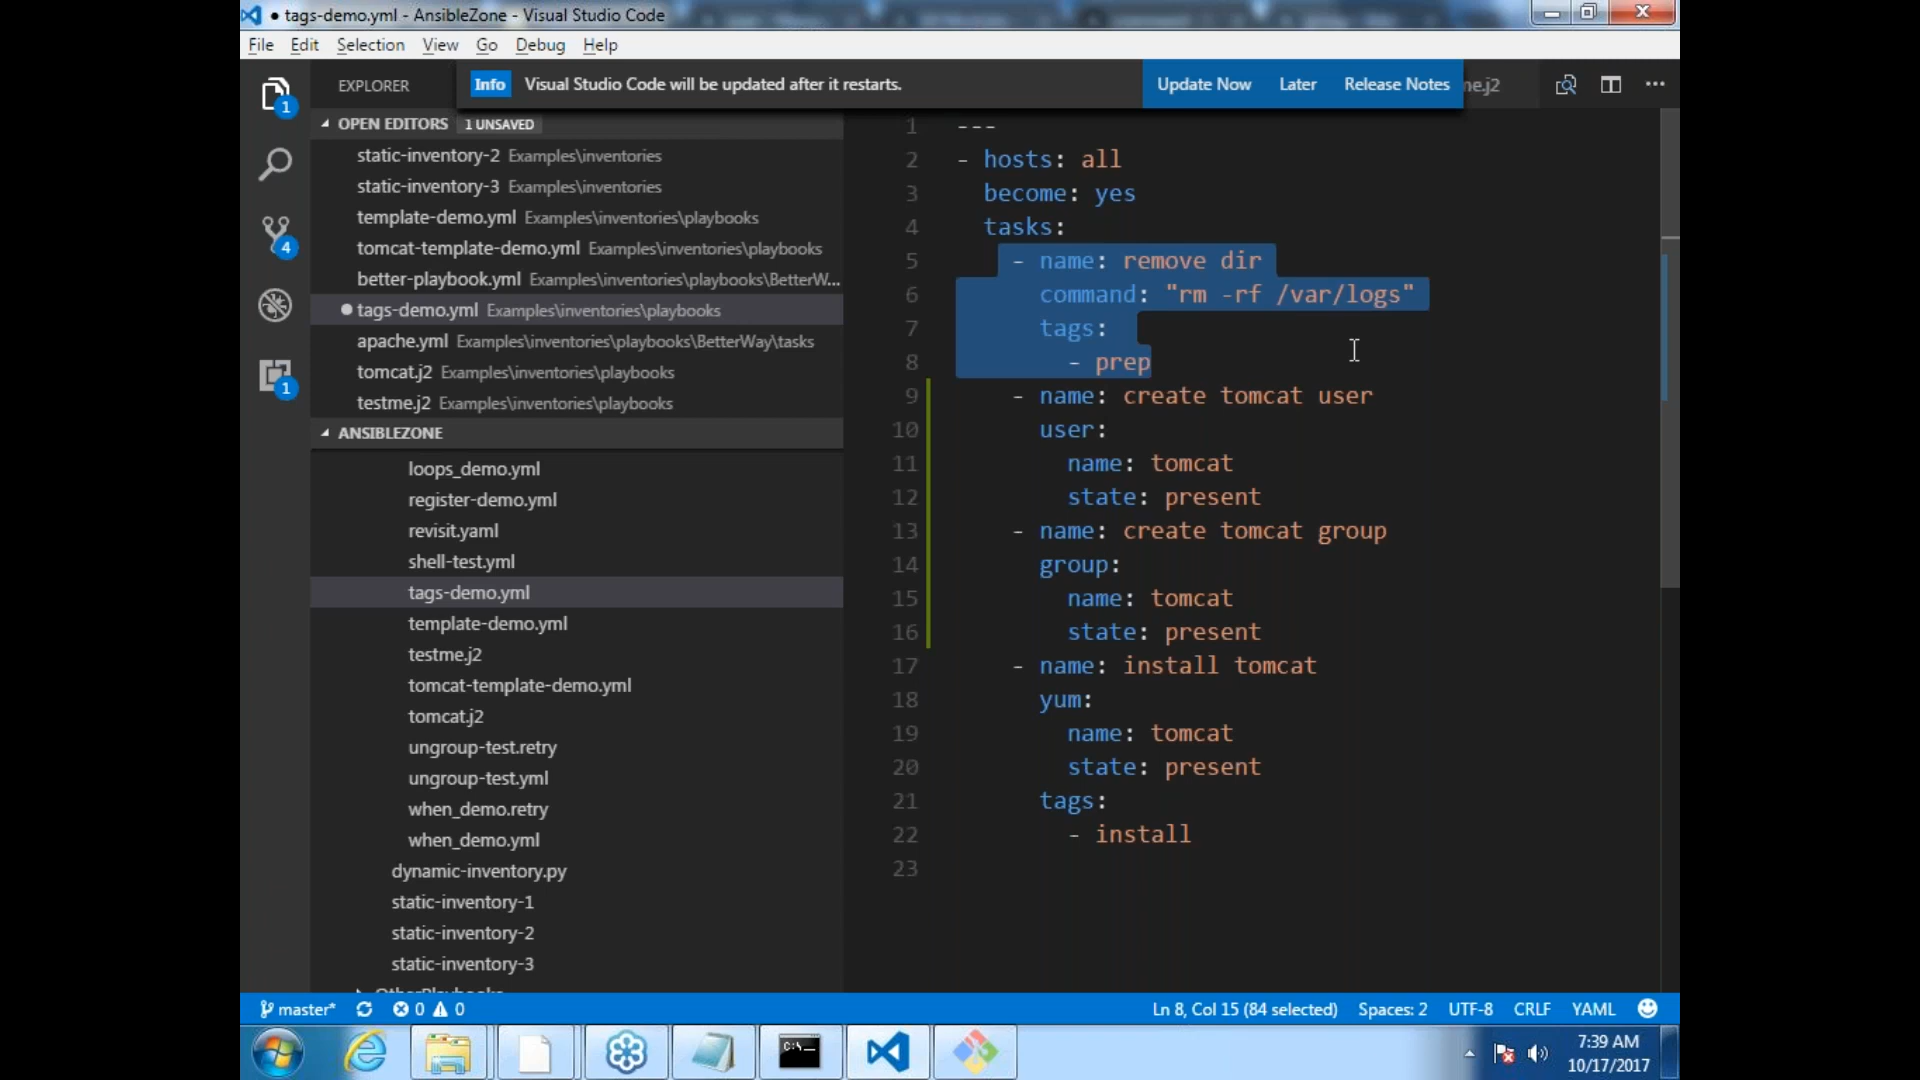 ● tags-demo.yml - AnsibleZone - Visual Studio Code
File Edit Selection View Go Debug Help
EXPLORER
Info Visual Studio Code will be updated after it restarts. Update Now Later Release Notes
1
OPEN EDITORS 1 UNSAVED
static-inventory-2 Examples\inventories
static-inventory-3 Examples\inventories
template-demo.yml Examples\inventories\playbooks
tomcat-template-demo.yml Examples\inventories\playbooks
better-playbook.yml Examples\inventories\playbooks\BetterW...
tags-demo.yml Examples\inventories\playbooks
apache.yml Examples\inventories\playbooks\BetterWay\tasks
tomcat.j2 Examples\inventories\playbooks
testme.j2 Examples\inventories\playbooks
4
1
ANSIBLEZONE
loops_demo.yml
register-demo.yml
revisit.yaml
shell-test.yml
tags-demo.yml
template-demo.yml
testme.j2
tomcat-template-demo.yml
tomcat.j2
ungroup-test.retry
ungroup-test.yml
when_demo.retry
when_demo.yml
dynamic-inventory.py
static-inventory-1
static-inventory-2
static-inventory-3
1 ---
2 - hosts: all
3 become: yes
4 tasks:
5 - name: remove dir
6 command: "rm -rf /var/logs"
7 tags:
8 - prep
9 - name: create tomcat user
10 user:
11 name: tomcat
12 state: present
13 - name: create tomcat group
14 group:
15 name: tomcat
16 state: present
17 - name: install tomcat
18 yum:
19 name: tomcat
20 state: present
21 tags:
22 - install
23
master* 0 0 Ln 8, Col 15 (84 selected) Spaces: 2 UTF-8 CRLF YAML
C:\_
7:39 AM
10/17/2017